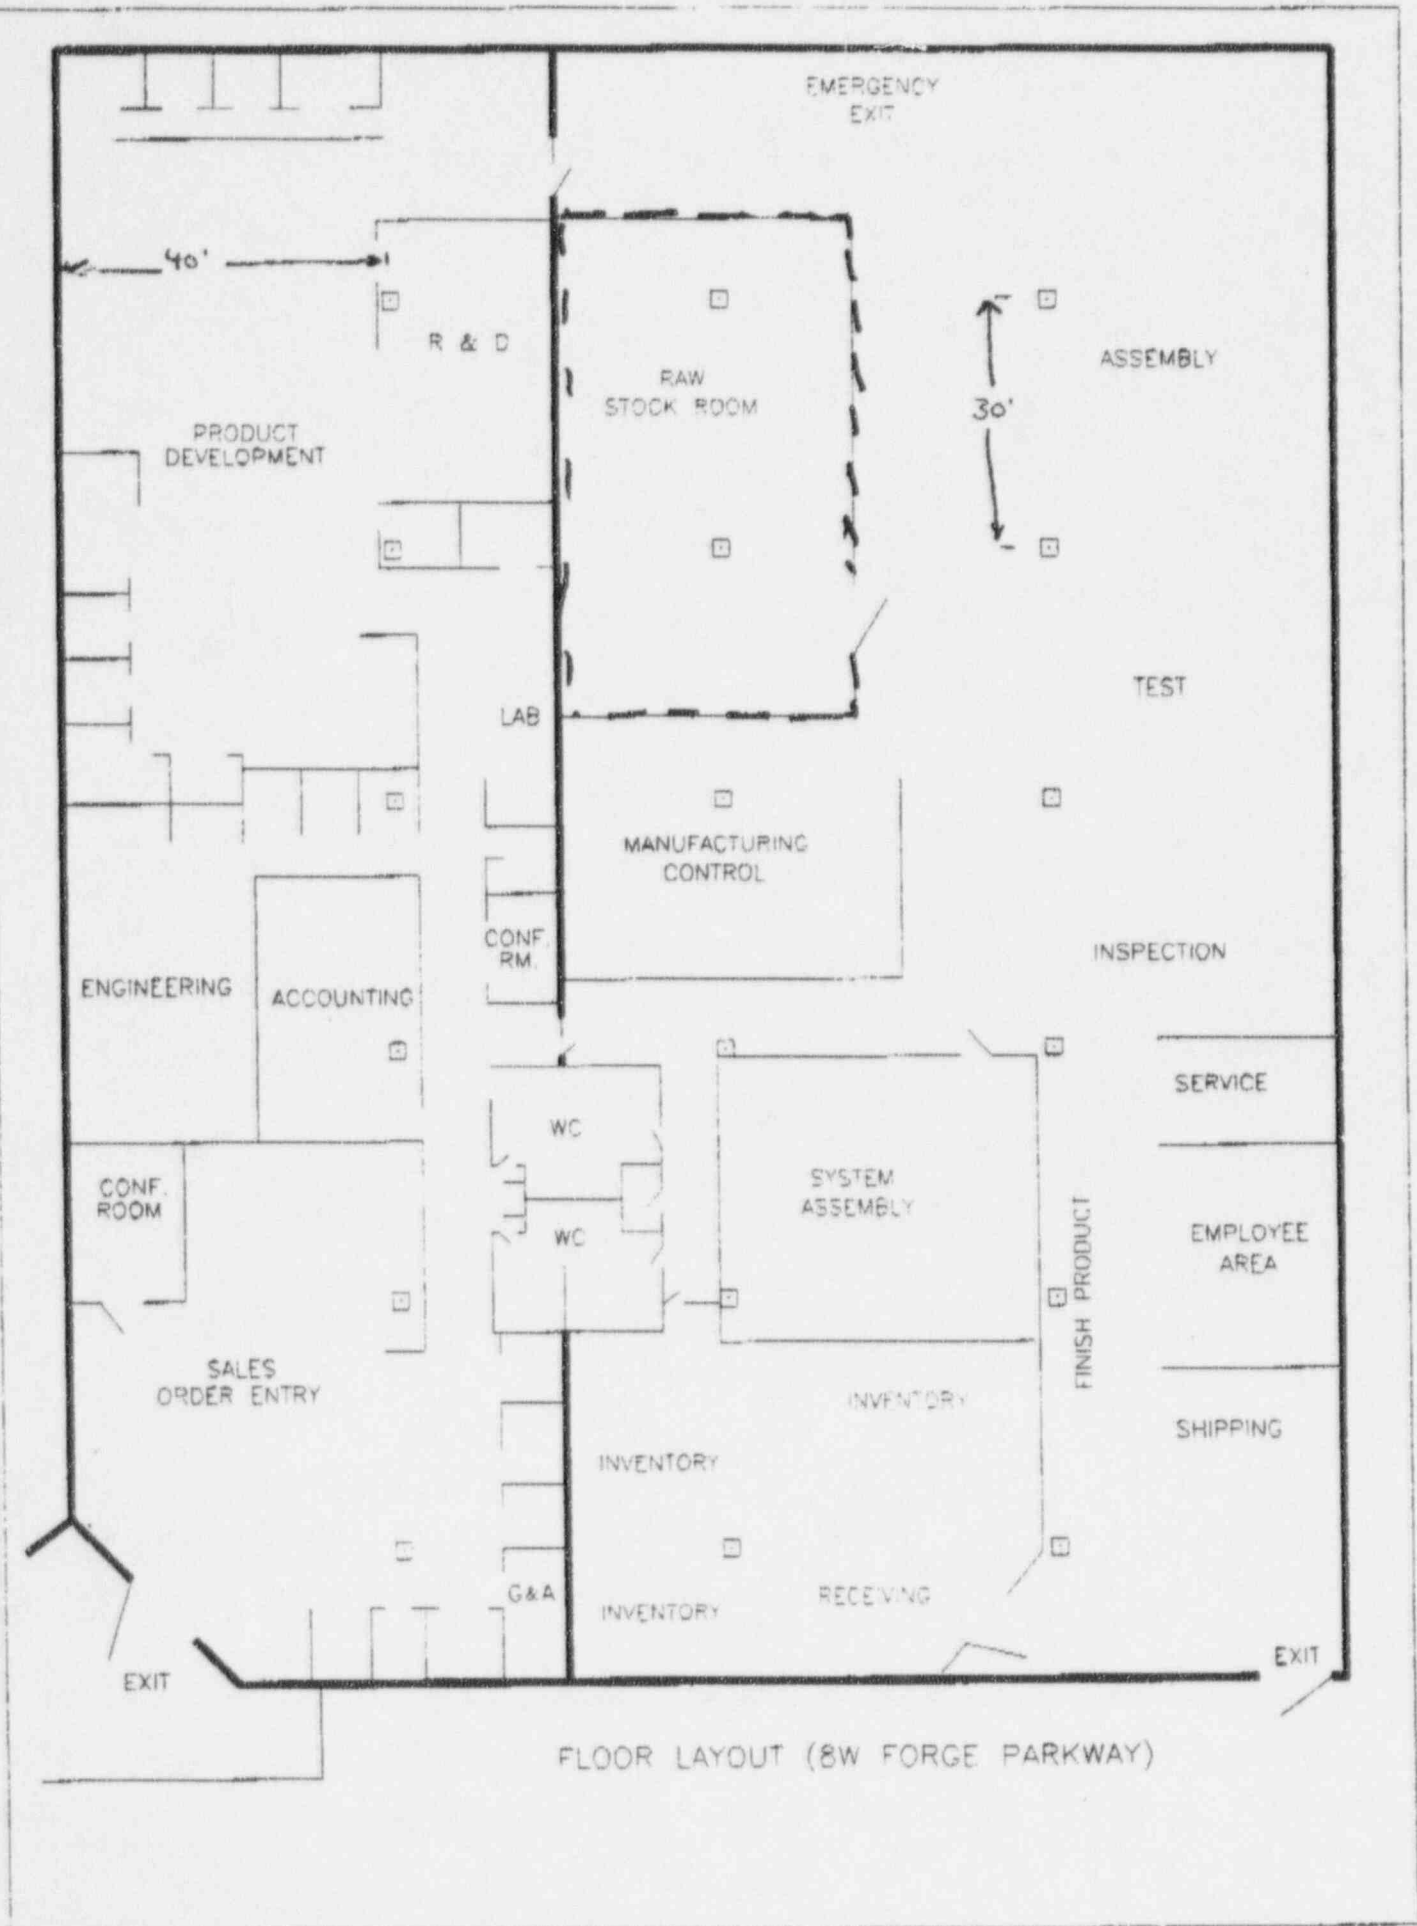 EMERGENCY
EXIT
40'
R & D
RAW
STOCK ROOM
30'
ASSEMBLY
PRODUCT
DEVELOPMENT
TEST
LAB
MANUFACTURING
CONTROL
CONF.
RM.
INSPECTION
ENGINEERING
ACCOUNTING
SERVICE
WC
SYSTEM
ASSEMBLY
CONF.
ROOM
WC
EMPLOYEE
AREA
FINISH PRODUCT
SALES
ORDER ENTRY
INVENTORY
SHIPPING
INVENTORY
G&A
INVENTORY
RECEIVING
EXIT
EXIT
FLOOR LAYOUT (8W FORGE PARKWAY)